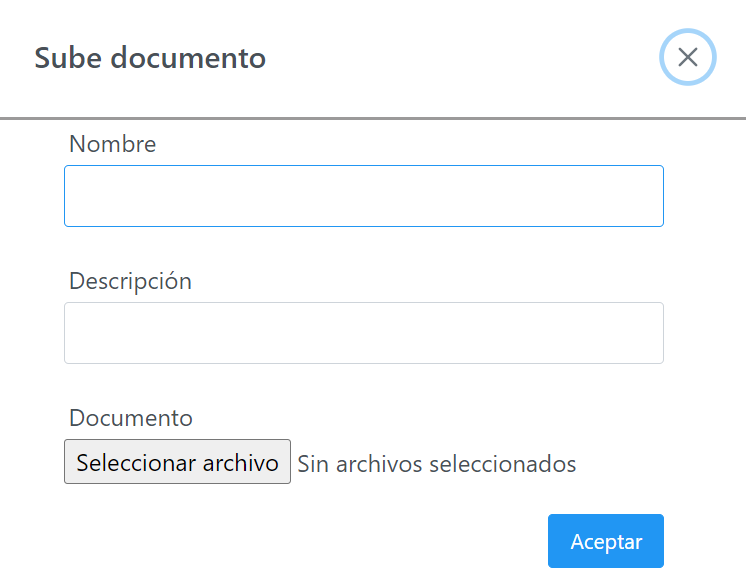 Sube documento
Nombre
Descripción
Documento
Seleccionar archivo Sin archivos seleccionados
Aceptar